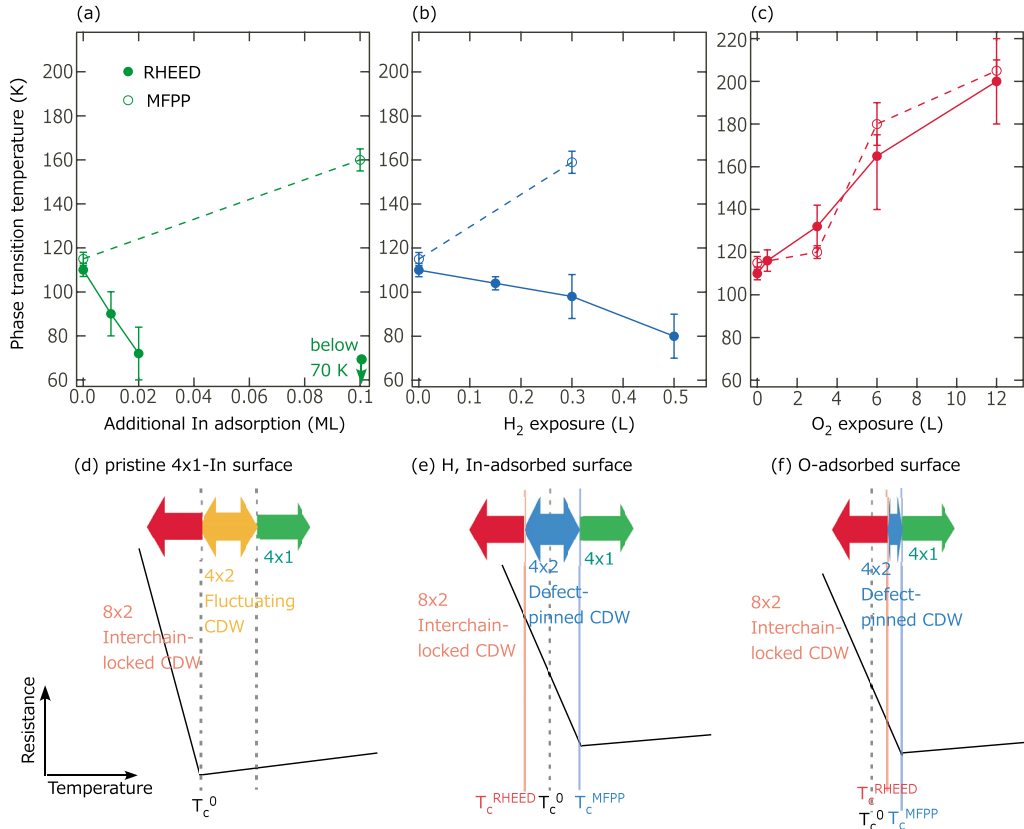 (a)
(b)
(c)
Phase transition temperature (K)
200
180
160
140
120
100
80
60
RHEED
MFPP
below
70 K
0.0
0.02
0.04
0.06
0.08
0.1
Additional In adsorption (ML)
200
180
160
140
120
100
80
60
0.0
0.1
0.2
0.3
0.4
0.5
H2 exposure (L)
220
200
180
160
140
120
100
80
60
0
2
4
6
8
10
12
O2 exposure (L)
(d) pristine 4x1-In surface
4x1
4x2
Fluctuating
CDW
8x2
Interchain-
locked CDW
Resistance
Temperature
Tc0
(e) H, In-adsorbed surface
4x1
4x2
Defect-
pinned CDW
8x2
Interchain-
locked CDW
TcRHEED
Tc0
TcMFPP
(f) O-adsorbed surface
4x1
4x2
Defect-
pinned CDW
8x2
Interchain-
locked CDW
TcRHEED
Tc0
TcMFPP